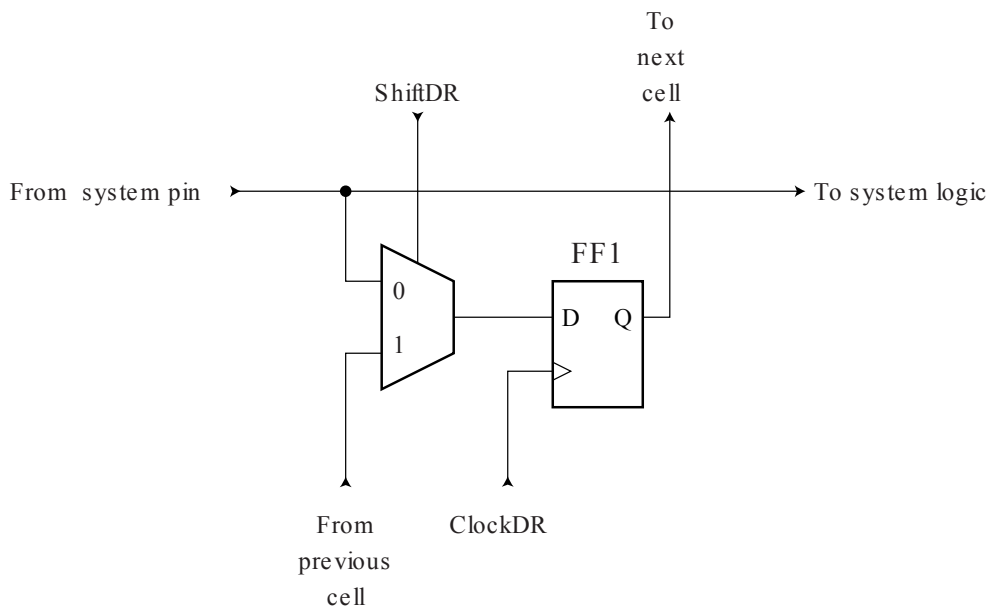 To
next
cell
ShiftDR
From system pin
To system logic
FF1
0
D Q
1
From
previous
cell
ClockDR